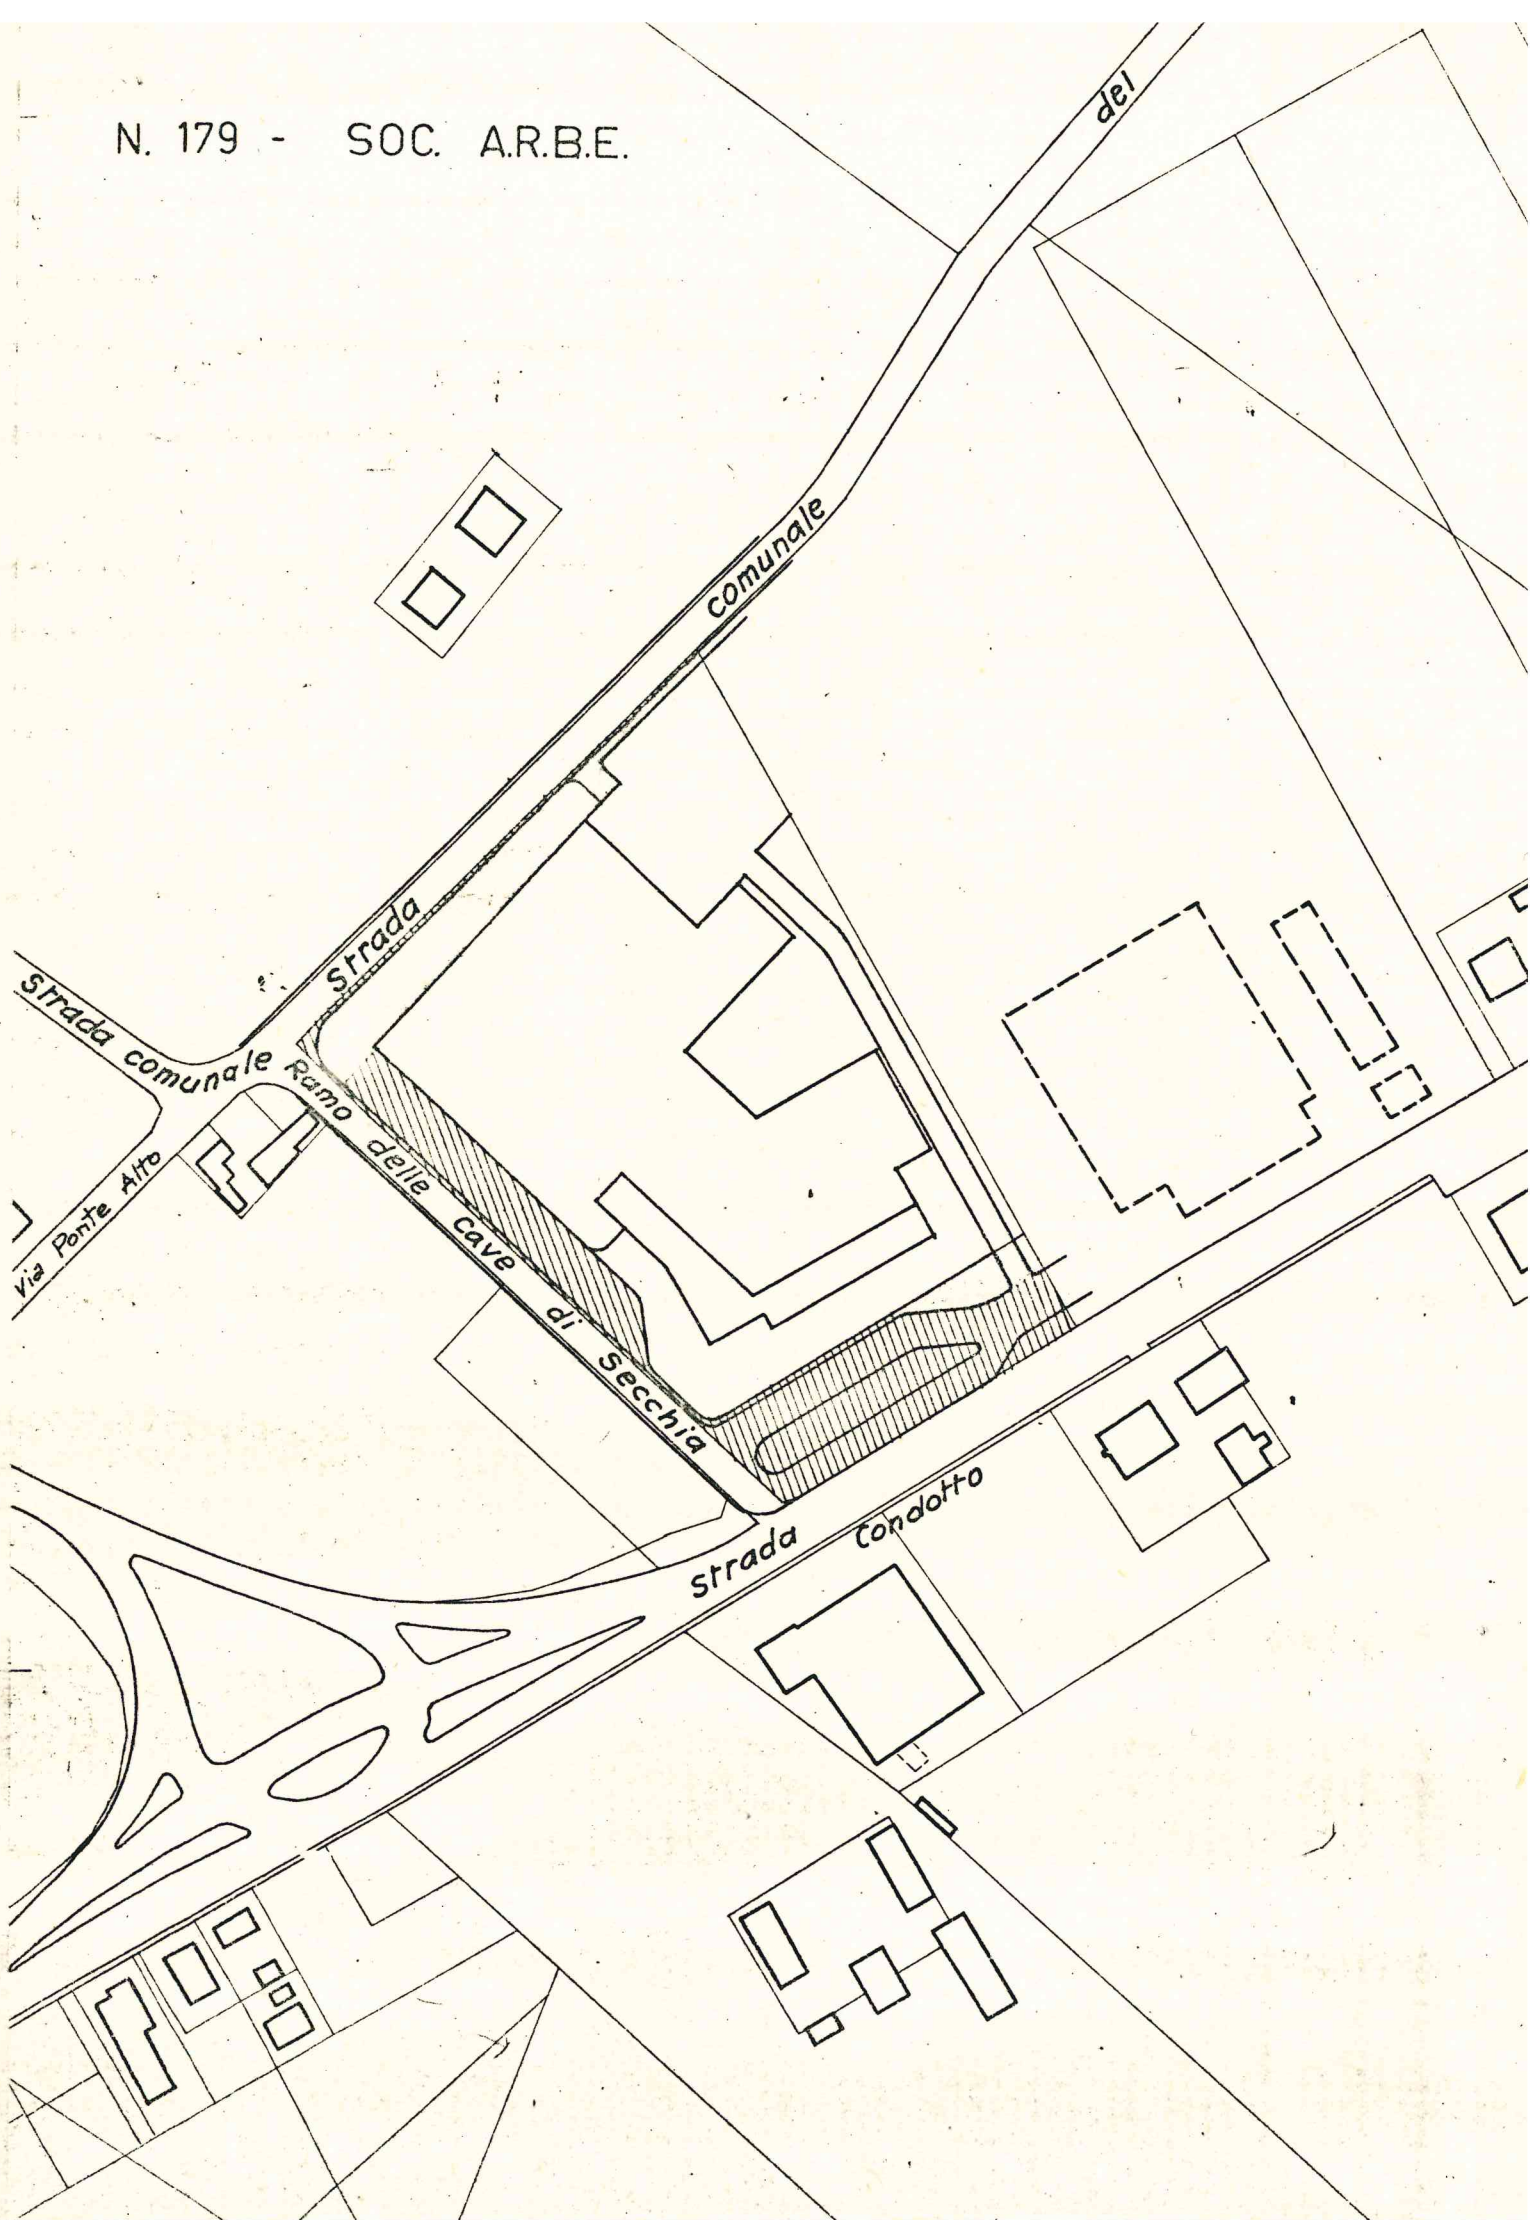 N. 179 - SOC. A.R.B.E.
strada comunale del
strada comunale Ramo delle cave di Secchia
via Ponte Alto
strada Condotto